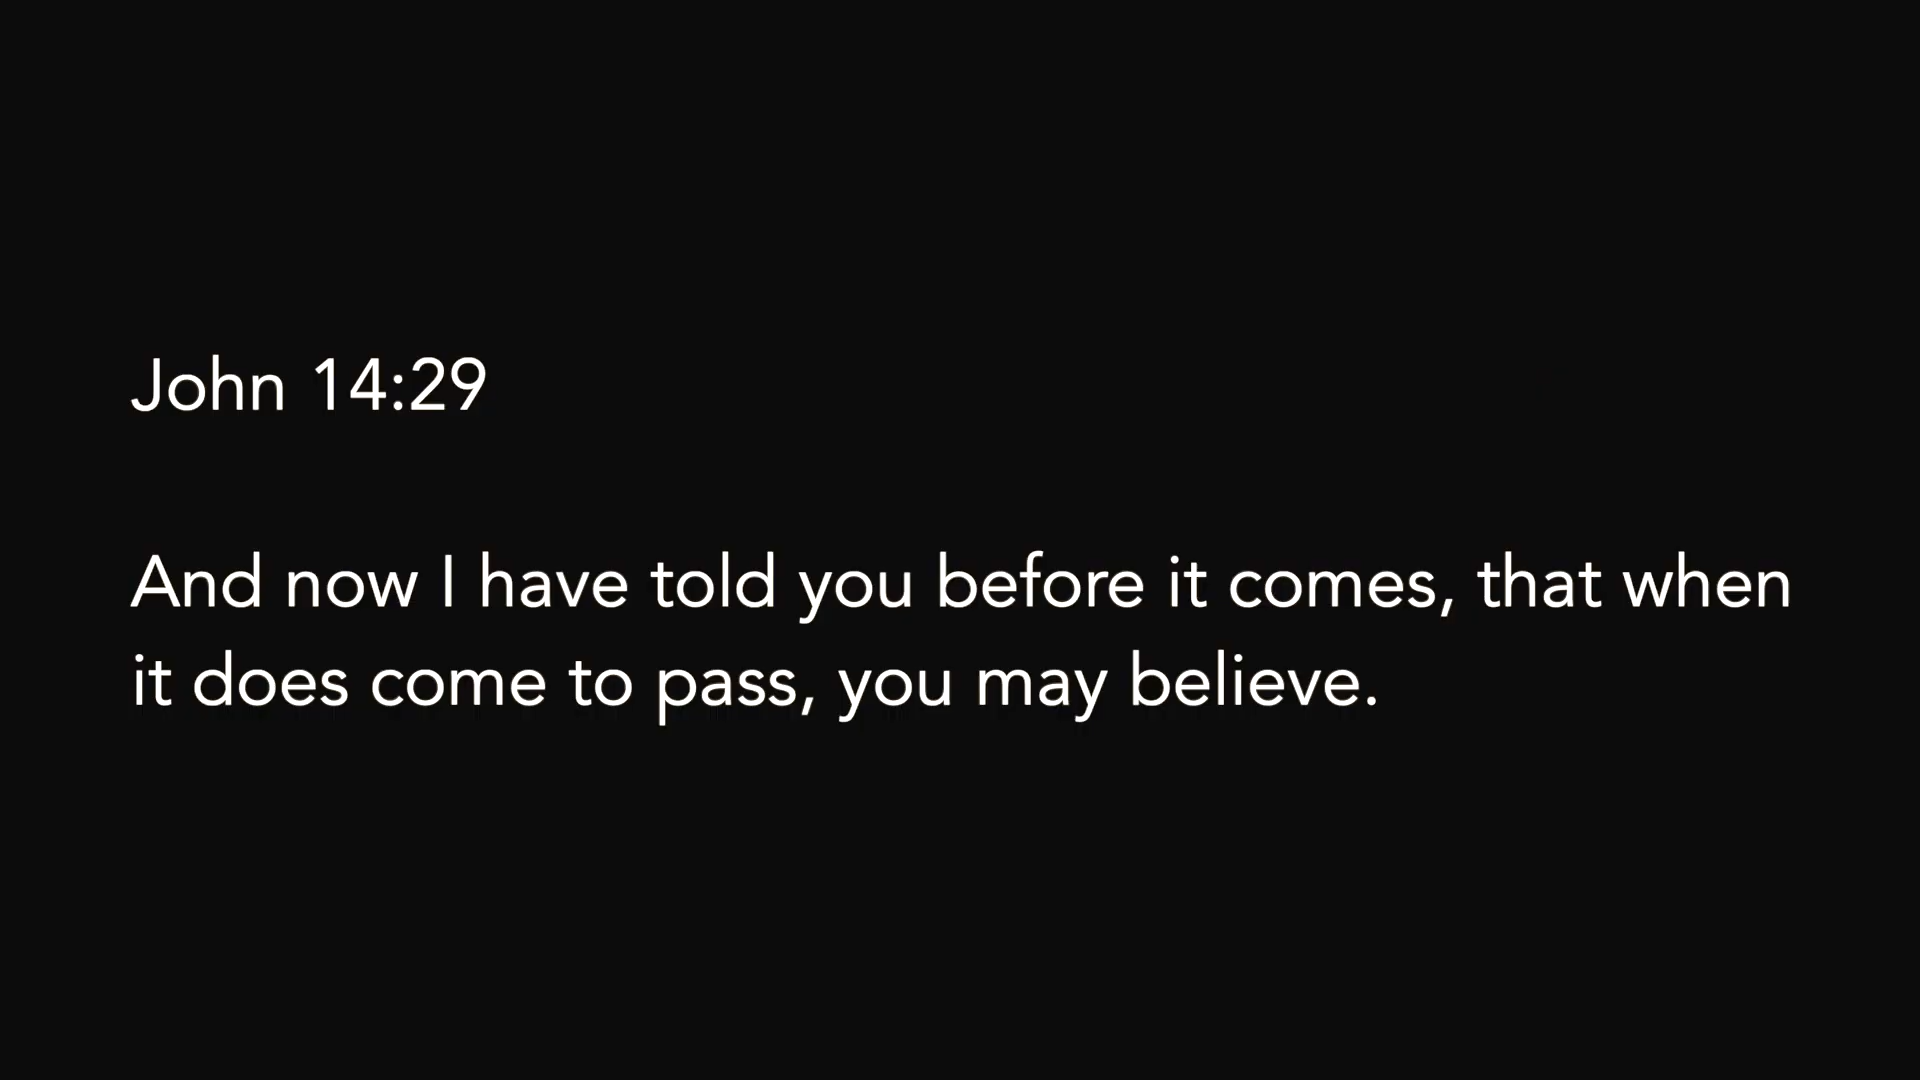 John 14:29
And now I have told you before it comes, that when
it does come to pass, you may believe.